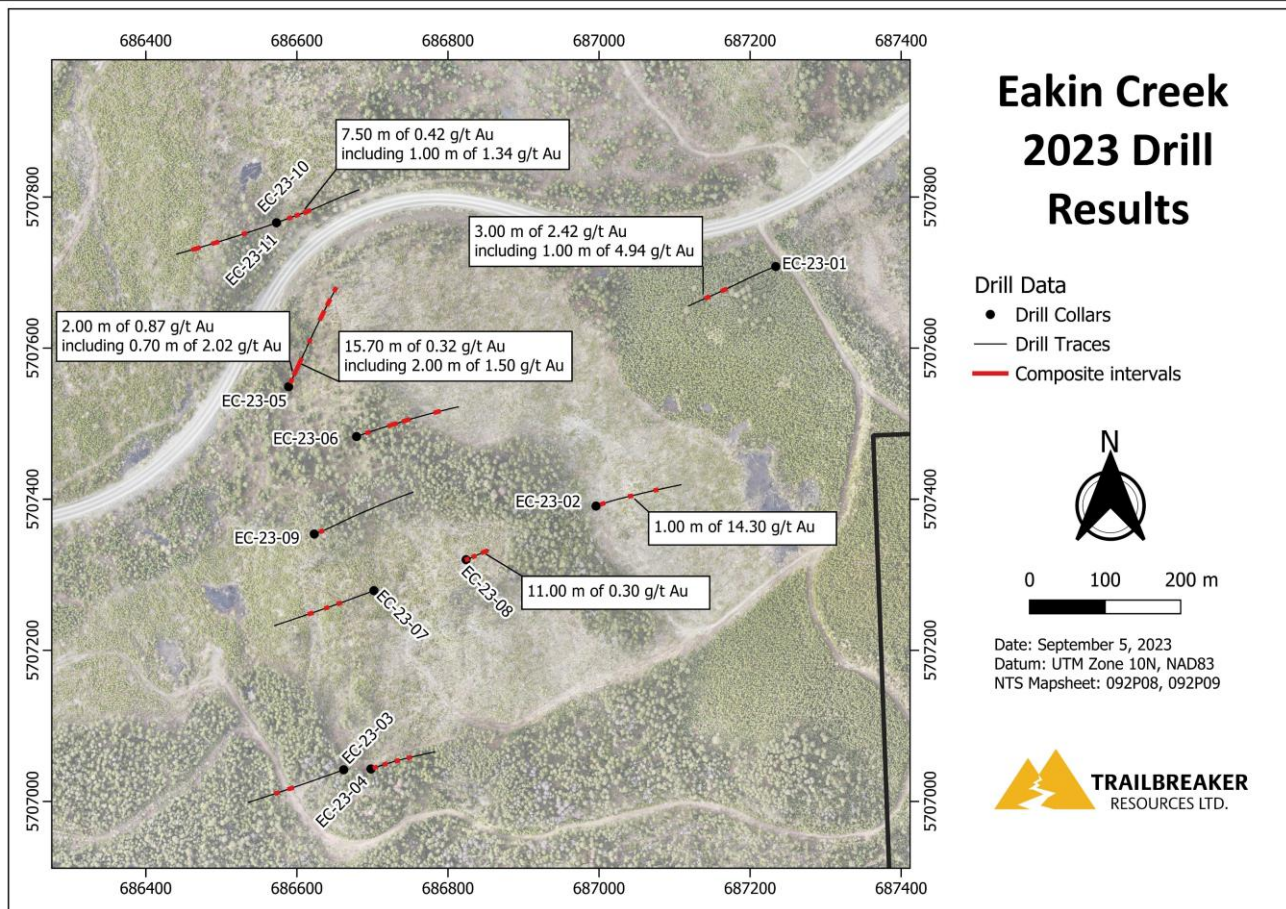 686400 686600 686800 687000 687200 687400
5707800
5707600
5707400
5707200
5707000
7.50 m of 0.42 g/t Au
including 1.00 m of 1.34 g/t Au
EC-23-10
EC-23-11
3.00 m of 2.42 g/t Au
including 1.00 m of 4.94 g/t Au
EC-23-01
2.00 m of 0.87 g/t Au
including 0.70 m of 2.02 g/t Au
15.70 m of 0.32 g/t Au
including 2.00 m of 1.50 g/t Au
EC-23-05
EC-23-06
EC-23-02
1.00 m of 14.30 g/t Au
EC-23-09
EC-23-08
11.00 m of 0.30 g/t Au
EC-23-07
EC-23-03
EC-23-04
5707800
5707600
5707400
5707200
5707000
686400 686600 686800 687000 687200 687400
Eakin Creek
2023 Drill
Results
Drill Data
Drill Collars
Drill Traces
Composite intervals
N
0 100 200 m
Date: September 5, 2023
Datum: UTM Zone 10N, NAD83
NTS Mapsheet: 092P08, 092P09
TRAILBREAKER
RESOURCES LTD.